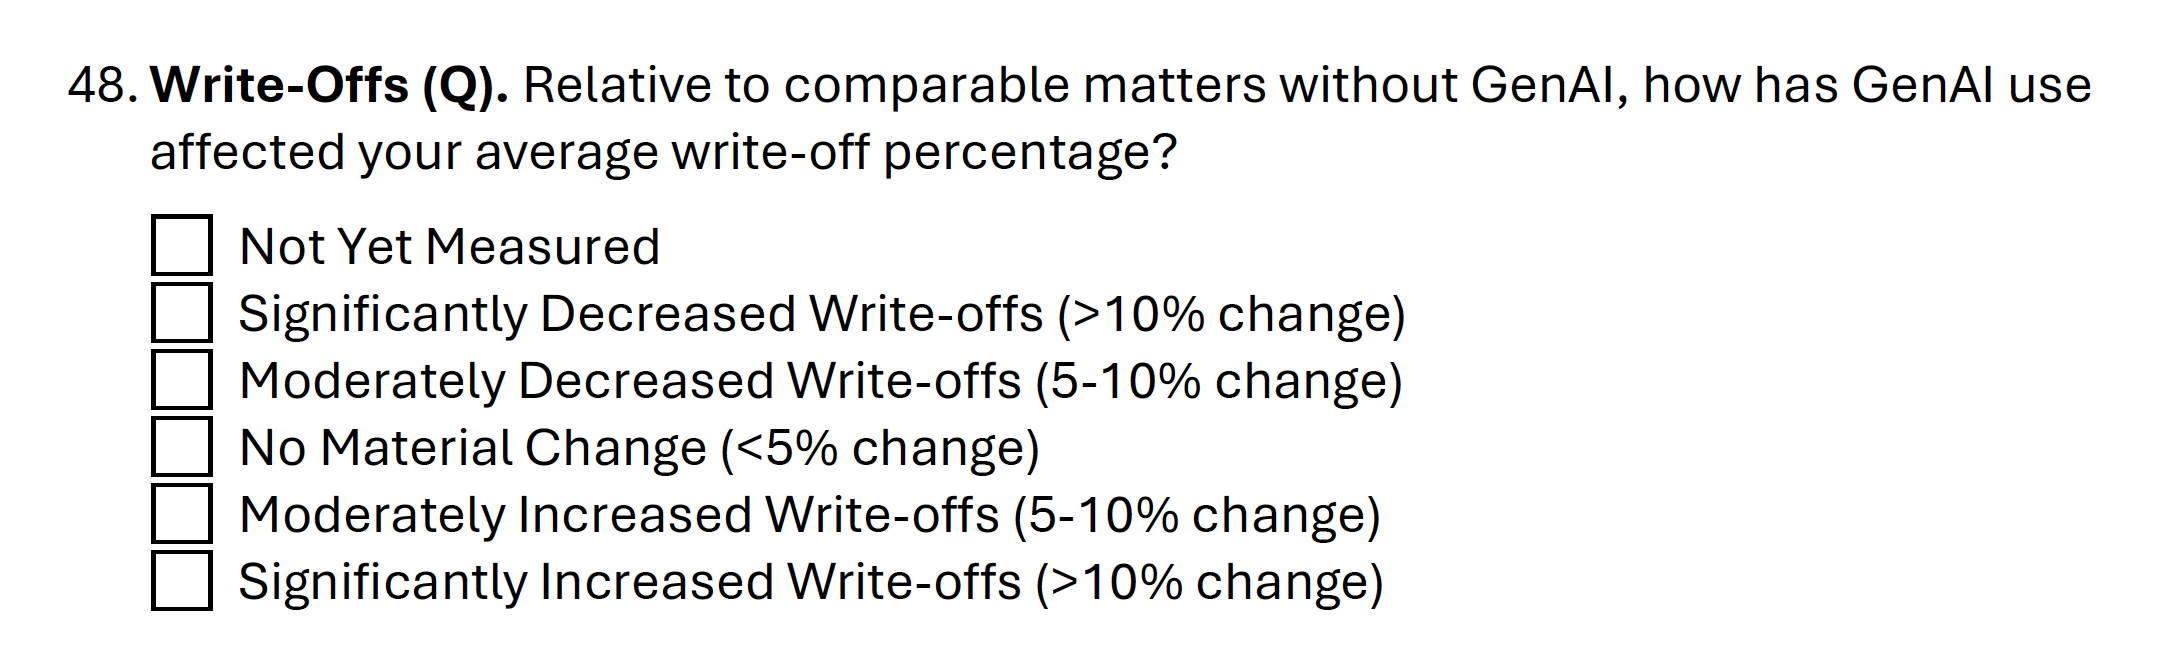 48. Write-Offs (Q). Relative to comparable matters without GenAI, how has GenAI use
affected your average write-off percentage?
Not Yet Measured
Significantly Decreased Write-offs (>10% change)
Moderately Decreased Write-offs (5-10% change)
No Material Change (<5% change)
Moderately Increased Write-offs (5-10% change)
Significantly Increased Write-offs (>10% change)